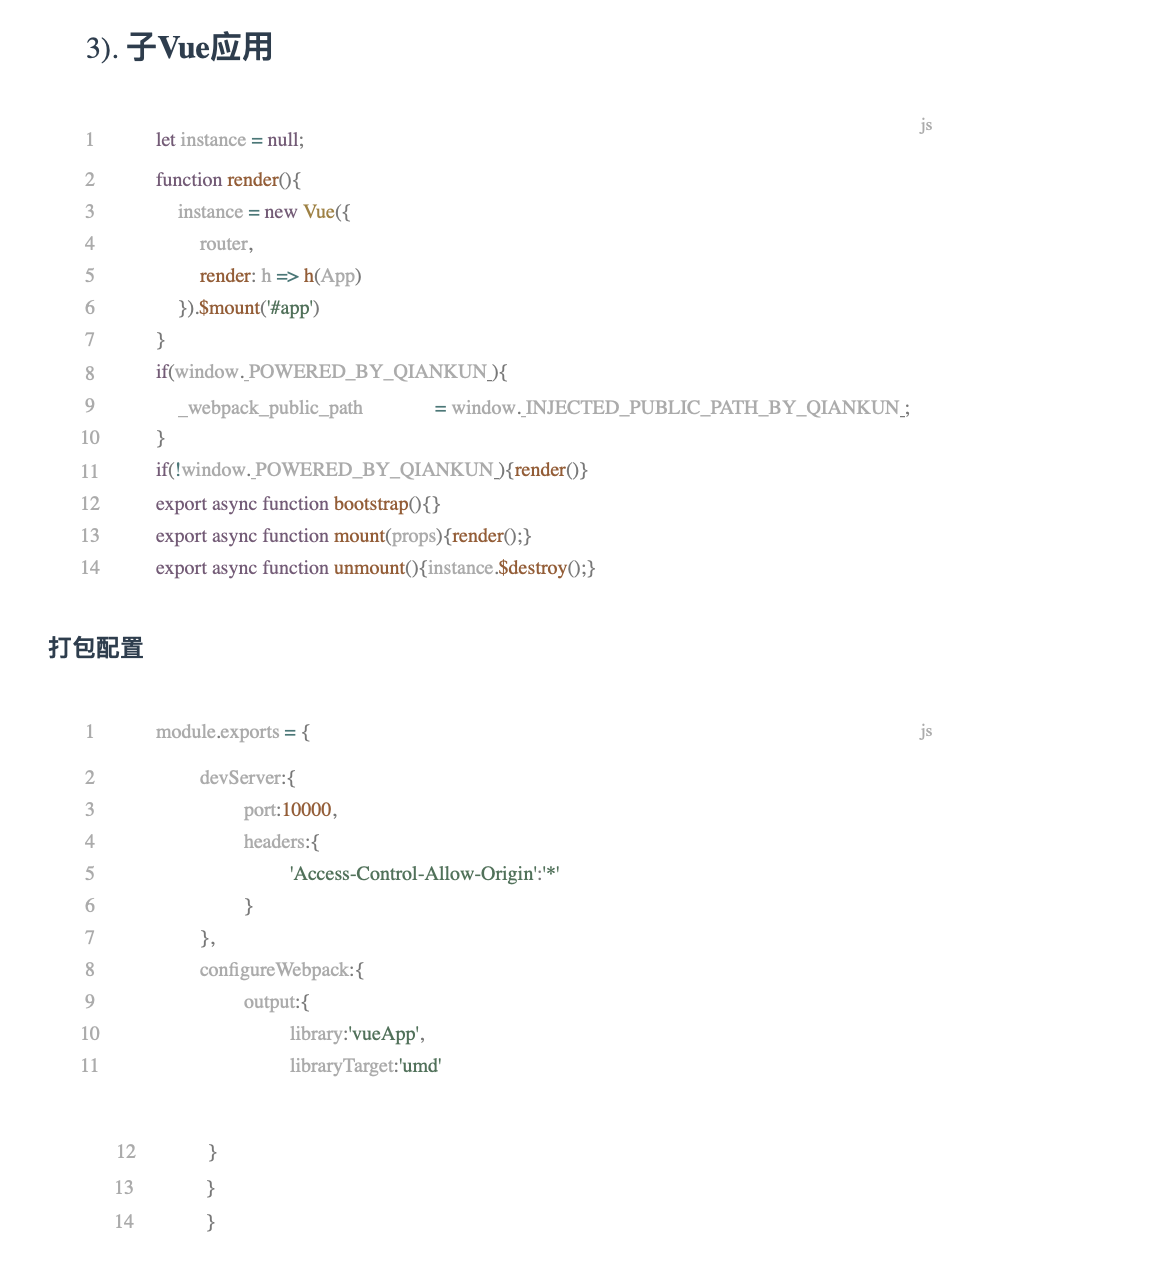 3). 子Vue应用
js
1 let instance = null;
2 function render(){
3 instance = new Vue({
4 router,
5 render: h => h(App)
6 }).$mount('#app')
7 }
8 if(window._POWERED_BY_QIANKUN_){
9 _webpack_public_path = window._INJECTED_PUBLIC_PATH_BY_QIANKUN_;
10 }
11 if(!window._POWERED_BY_QIANKUN_){render()}
12 export async function bootstrap(){}
13 export async function mount(props){render();}
14 export async function unmount(){instance.$destroy();}
打包配置
1 module.exports = { js
2 devServer:{
3 port:10000,
4 headers:{
5 'Access-Control-Allow-Origin':'*'
6 }
7 },
8 configureWebpack:{
9 output:{
10 library:'vueApp',
11 libraryTarget:'umd'
12 }
13 }
14 }